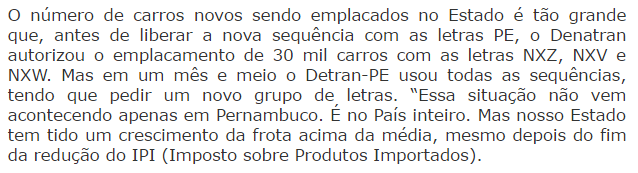 O número de carros novos sendo emplacados no Estado é tão grande
que, antes de liberar a nova sequência com as letras PE, o Denatran
autorizou o emplacamento de 30 mil carros com as letras NXZ, NXV e
NXW. Mas em um mês e meio o Detran-PE usou todas as sequências,
tendo que pedir um novo grupo de letras. “Essa situação não vem
acontecendo apenas em Pernambuco. É no País inteiro. Mas nosso Estado
tem tido um crescimento da frota acima da média, mesmo depois do fim
da redução do IPI (Imposto sobre Produtos Importados).